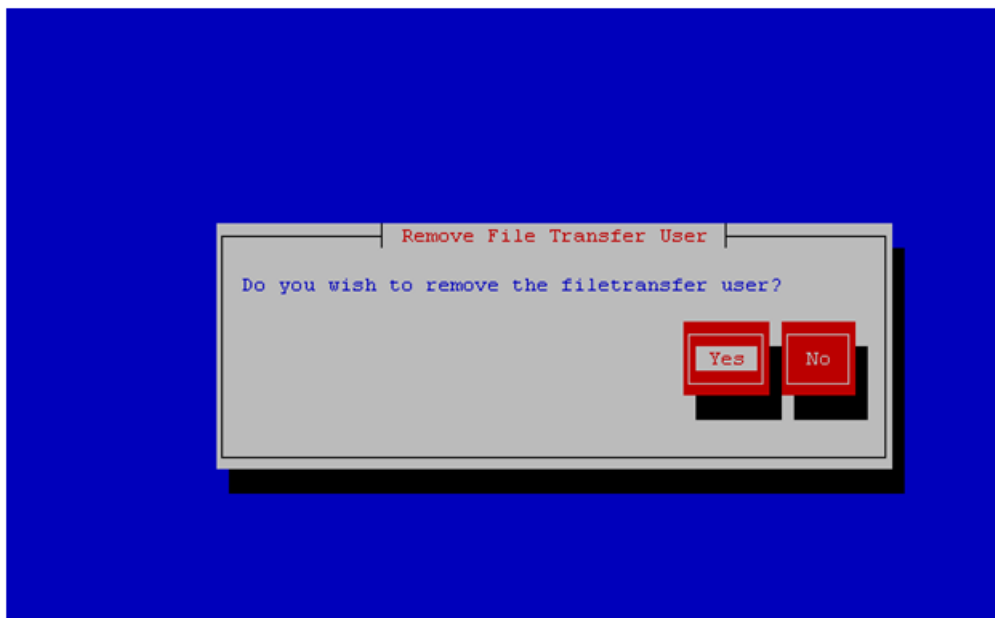 Remove File Transfer User
Do you wish to remove the filetransfer user?
Yes No